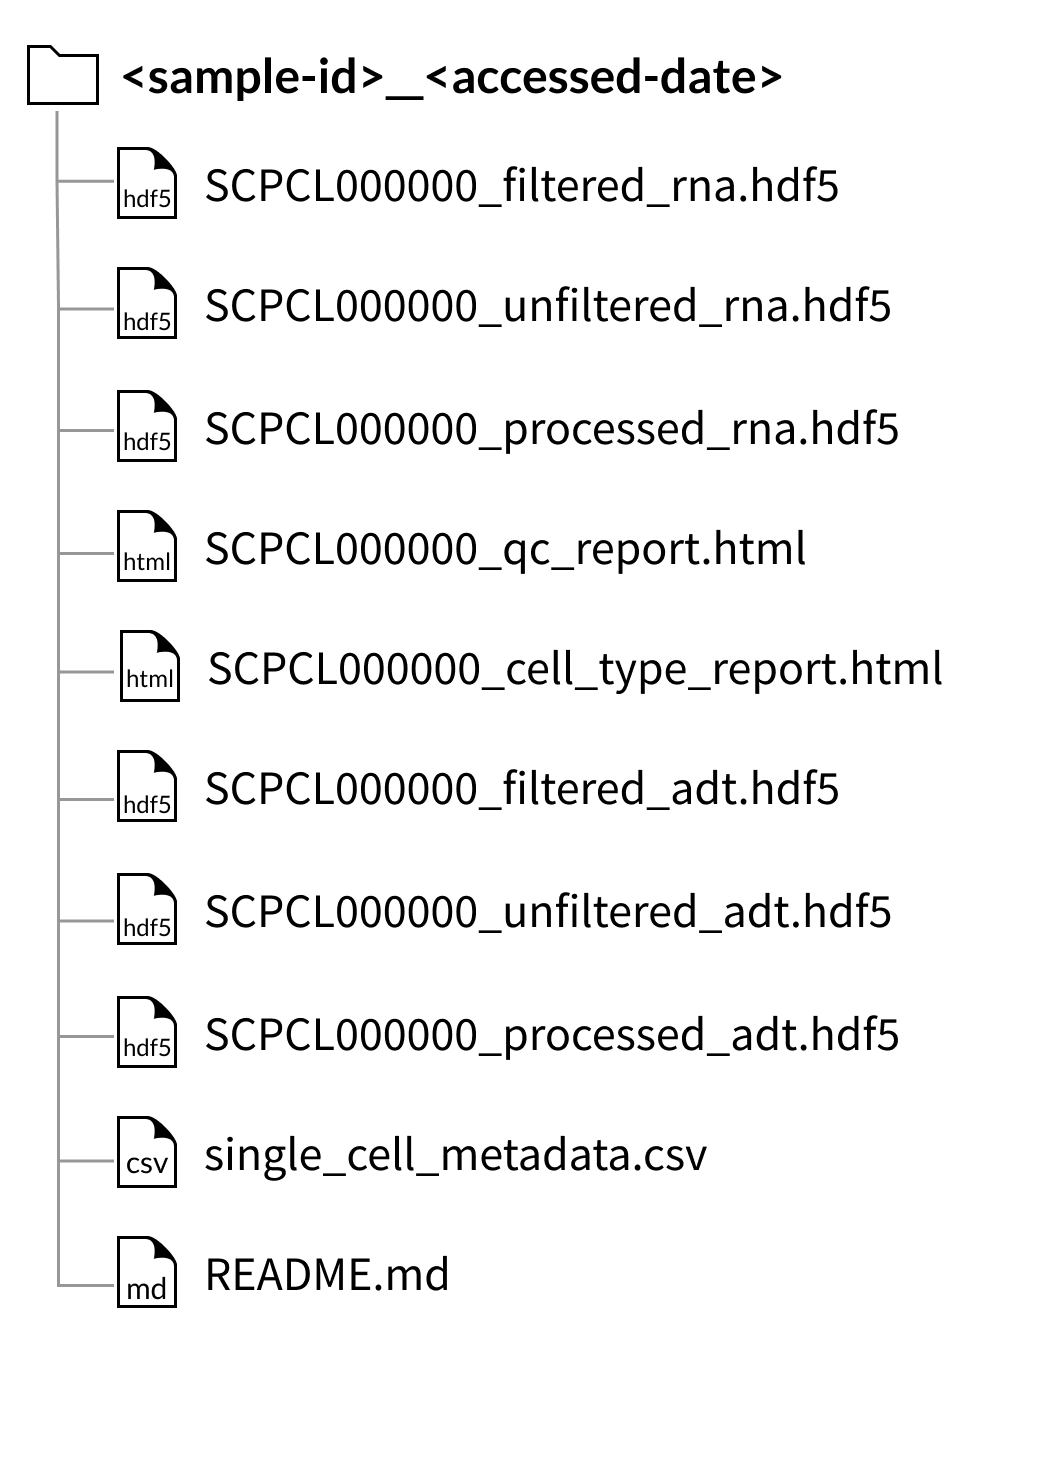 <sample-id>_<accessed-date>
hdf5 SCPCL000000_filtered_rna.hdf5
hdf5 SCPCL000000_unfiltered_rna.hdf5
hdf5 SCPCL000000_processed_rna.hdf5
html SCPCL000000_qc_report.html
html SCPCL000000_cell_type_report.html
hdf5 SCPCL000000_filtered_adt.hdf5
hdf5 SCPCL000000_unfiltered_adt.hdf5
hdf5 SCPCL000000_processed_adt.hdf5
csv single_cell_metadata.csv
md README.md